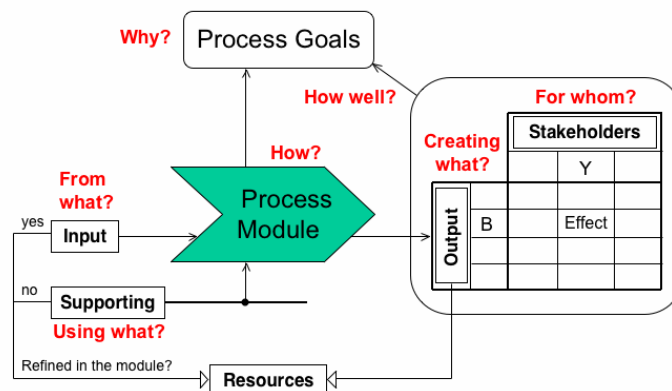 Why?
Process Goals
How well?
For whom?
Stakeholders
Creating
what?
How?
Y
From
what?
Process
Module
yes
Input
Output
B
Effect
no
Supporting
Using what?
Refined in the module?
Resources